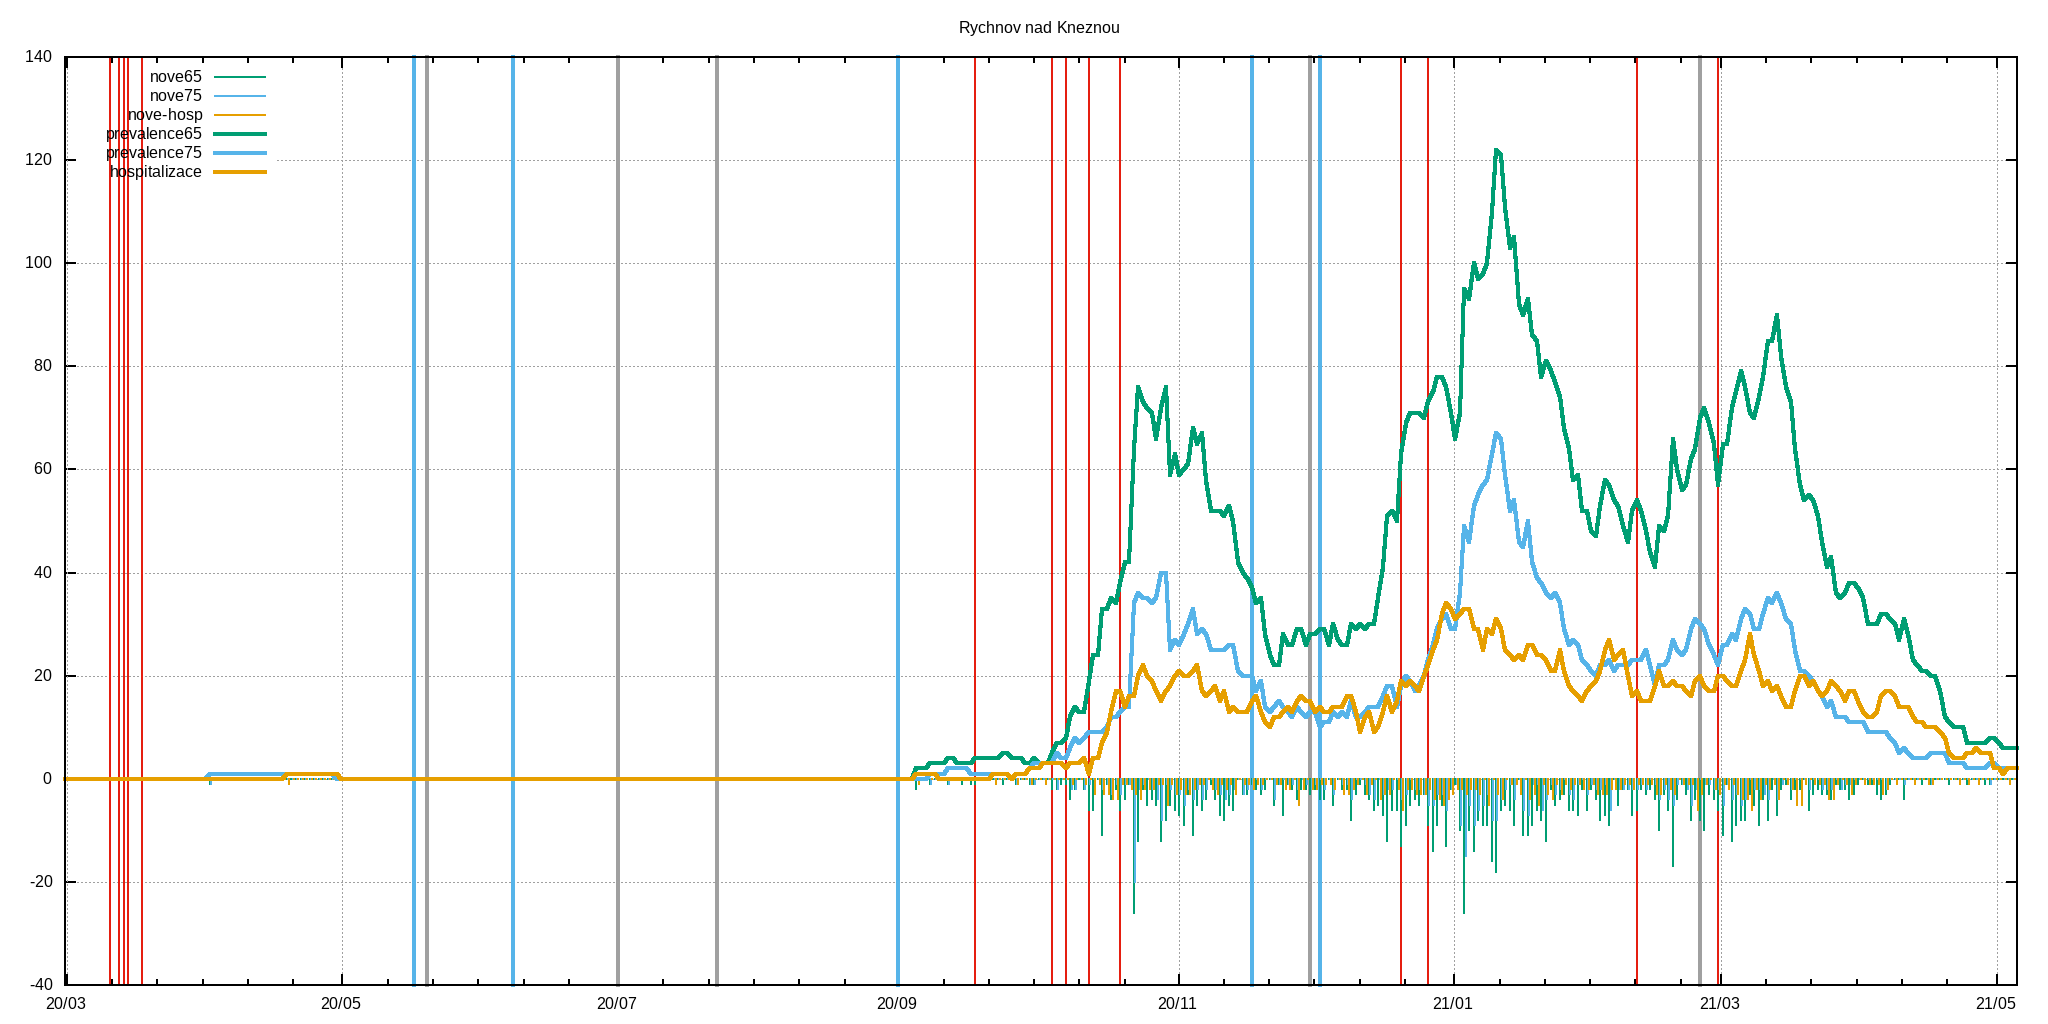 Rychnov nad Kneznou
140
120
100
80
60
40
20
0
-20
-40
nove65
nove75
nove-hosp
prevalence65
prevalence75
hospitalizace
20/03 20/05 20/07 20/09 20/11 21/01 21/03 21/05